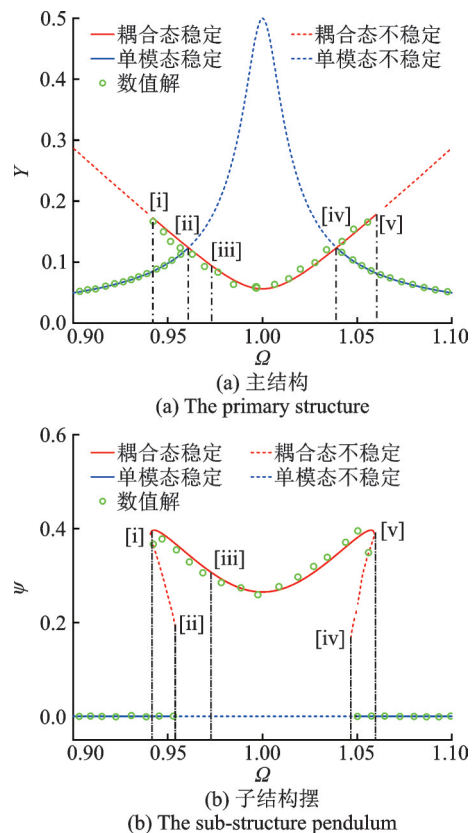 耦合态稳定 耦合态不稳定
单模态稳定 单模态不稳定
数值解
0.5
0.4
0.3
0.2
0.1
0.0
Y
[i] [ii] [iii] [iv] [v]
0.90 0.95 1.00 1.05 1.10
Ω
(a) 主结构
(a) The primary structure
耦合态稳定 耦合态不稳定
单模态稳定 单模态不稳定
数值解
0.6
0.4
0.2
0.0
ψ
[i] [ii] [iii] [iv] [v]
0.90 0.95 1.00 1.05 1.10
Ω
(b) 子结构摆
(b) The sub-structure pendulum